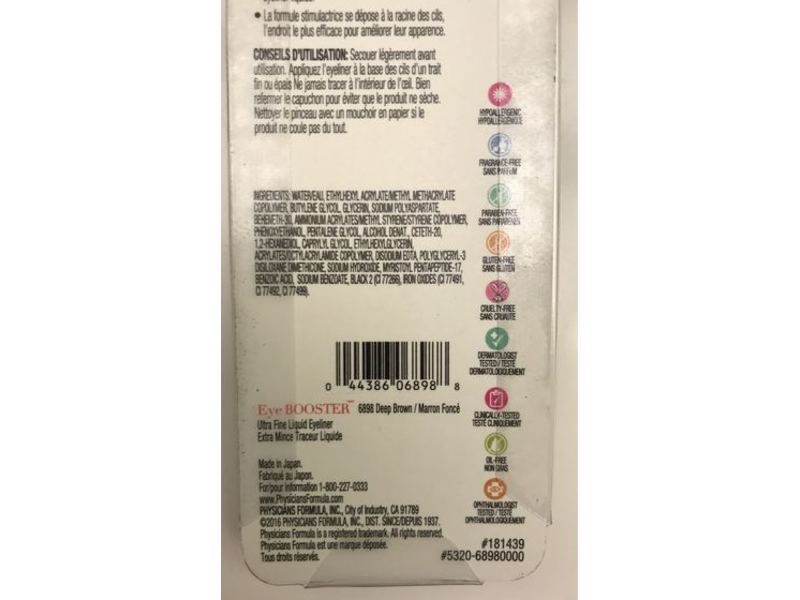 • La formule stimulatrice se dépose à la racine des cils,
l'endroit le plus efficace pour améliorer leur apparence.
CONSEILS D'UTILISATION: Secouer légèrement avant
utilisation. Appliquez l'eyeliner à la base des cils d'un trait
fin ou épais Ne jamais tracer à l'intérieur de l'œil. Bien
refermer le capuchon pour éviter que le produit ne sèche.
Nettoyer le pinceau avec un mouchoir en papier si le
produit ne coule pas du tout.
INGREDIENTS: WATER/EAU, ETHYLHEXYL ACRYLATE/METHYL METHACRYLATE
COPOLYMER, BUTYLENE GLYCOL, GLYCERIN, SODIUM POLYASPARTATE,
BEHENETH-30, AMMONIUM ACRYLATES/METHYL STYRENE/STYRENE COPOLYMER,
PHENOXYETHANOL, PENTALENE GLYCOL, ALCOHOL DENAT., CETETH-20,
1,2-HEXANEDIOL, CAPRYLYL GLYCOL, ETHYLHEXYLGLYCERIN,
ACRYLATES/OCTYLACRYLAMIDE COPOLYMER, DISODIUM EDTA, POLYGLYCERYL-3
DISILOXANE DIMETHICONE, SODIUM HYDROXIDE, MYRISTOYL PENTAPEPTIDE-17,
BENZOIC ACID, SODIUM BENZOATE, BLACK 2 (CI 77266), IRON OXIDES (CI 77491,
CI 77492, CI 77499).
HYPOALLERGENIC
HYPOALLERGÉNIQUE
FRAGRANCE-FREE
SANS PARFUM
PARABEN-FREE
SANS PARABENS
GLUTEN-FREE
SANS GLUTEN
CRUELTY-FREE
SANS CRUAUTÉ
DERMATOLOGIST
TESTED / TESTÉ
DERMATOLOGIQUEMENT
CLINICALLY-TESTED
TESTÉ CLINIQUEMENT
OIL-FREE
NON GRAS
OPHTHALMOLOGIST
TESTED / TESTÉ
OPHTALMOLOGIQUEMENT
0 44386 06898 8
Eye BOOSTER™ 6898 Deep Brown / Marron Foncé
Ultra Fine Liquid Eyeliner
Extra Mince Traceur Liquide
Made in Japan.
Fabriqué au Japon.
For/pour information 1-800-227-0333
www.PhysiciansFormula.com
PHYSICIANS FORMULA, INC., City of Industry, CA 91789
©2016 PHYSICIANS FORMULA, INC., DIST. SINCE/DEPUIS 1937.
Physicians Formula is a registered trademark. All rights reserved.
Physicians Formula est une marque déposée.
Tous droits réservés.
#181439
#5320-68980000